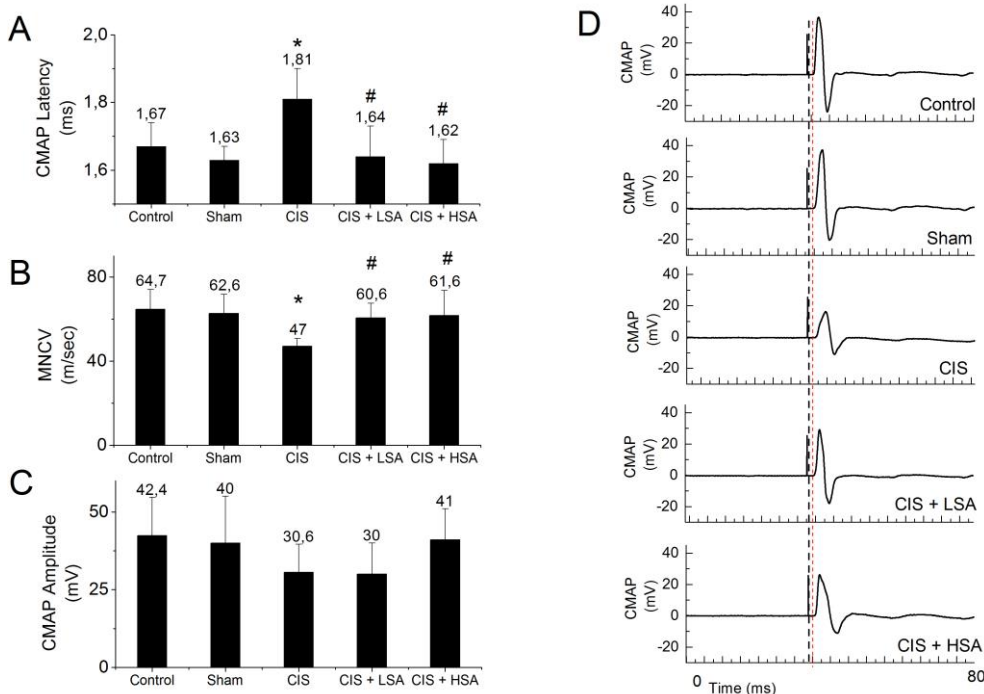 A
CMAP Latency
(ms)
2,0
1,8
1,6
1,67
1,63
*
1,81
#
1,64
#
1,62
Control Sham CIS CIS + LSA CIS + HSA
B
MNCV
(m/sec)
80
40
0
64,7
62,6
*
47
#
60,6
#
61,6
Control Sham CIS CIS + LSA CIS + HSA
C
CMAP Amplitude
(mV)
50
25
0
42,4
40
30,6
30
41
Control Sham CIS CIS + LSA CIS + HSA
D
CMAP
(mV)
40
20
0
-20
Control
CMAP
(mV)
40
20
0
-20
Sham
CMAP
(mV)
40
20
0
-20
CIS
CMAP
(mV)
40
20
0
-20
CIS + LSA
CMAP
(mV)
40
20
0
-20
CIS + HSA
0 Time (ms) 80